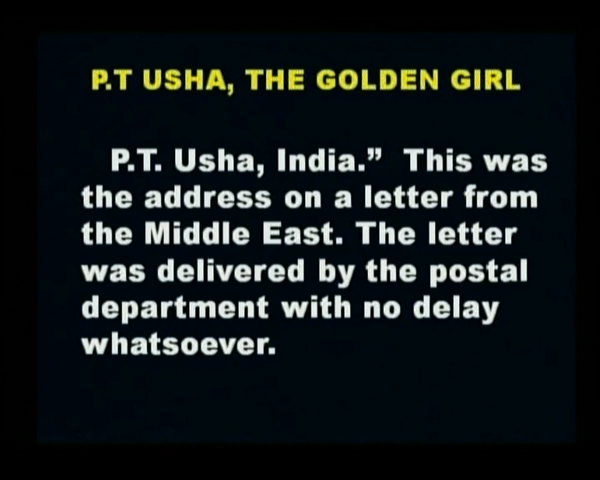 P.T USHA, THE GOLDEN GIRL
P.T. Usha, India.” This was
the address on a letter from
the Middle East. The letter
was delivered by the postal
department with no delay
whatsoever.